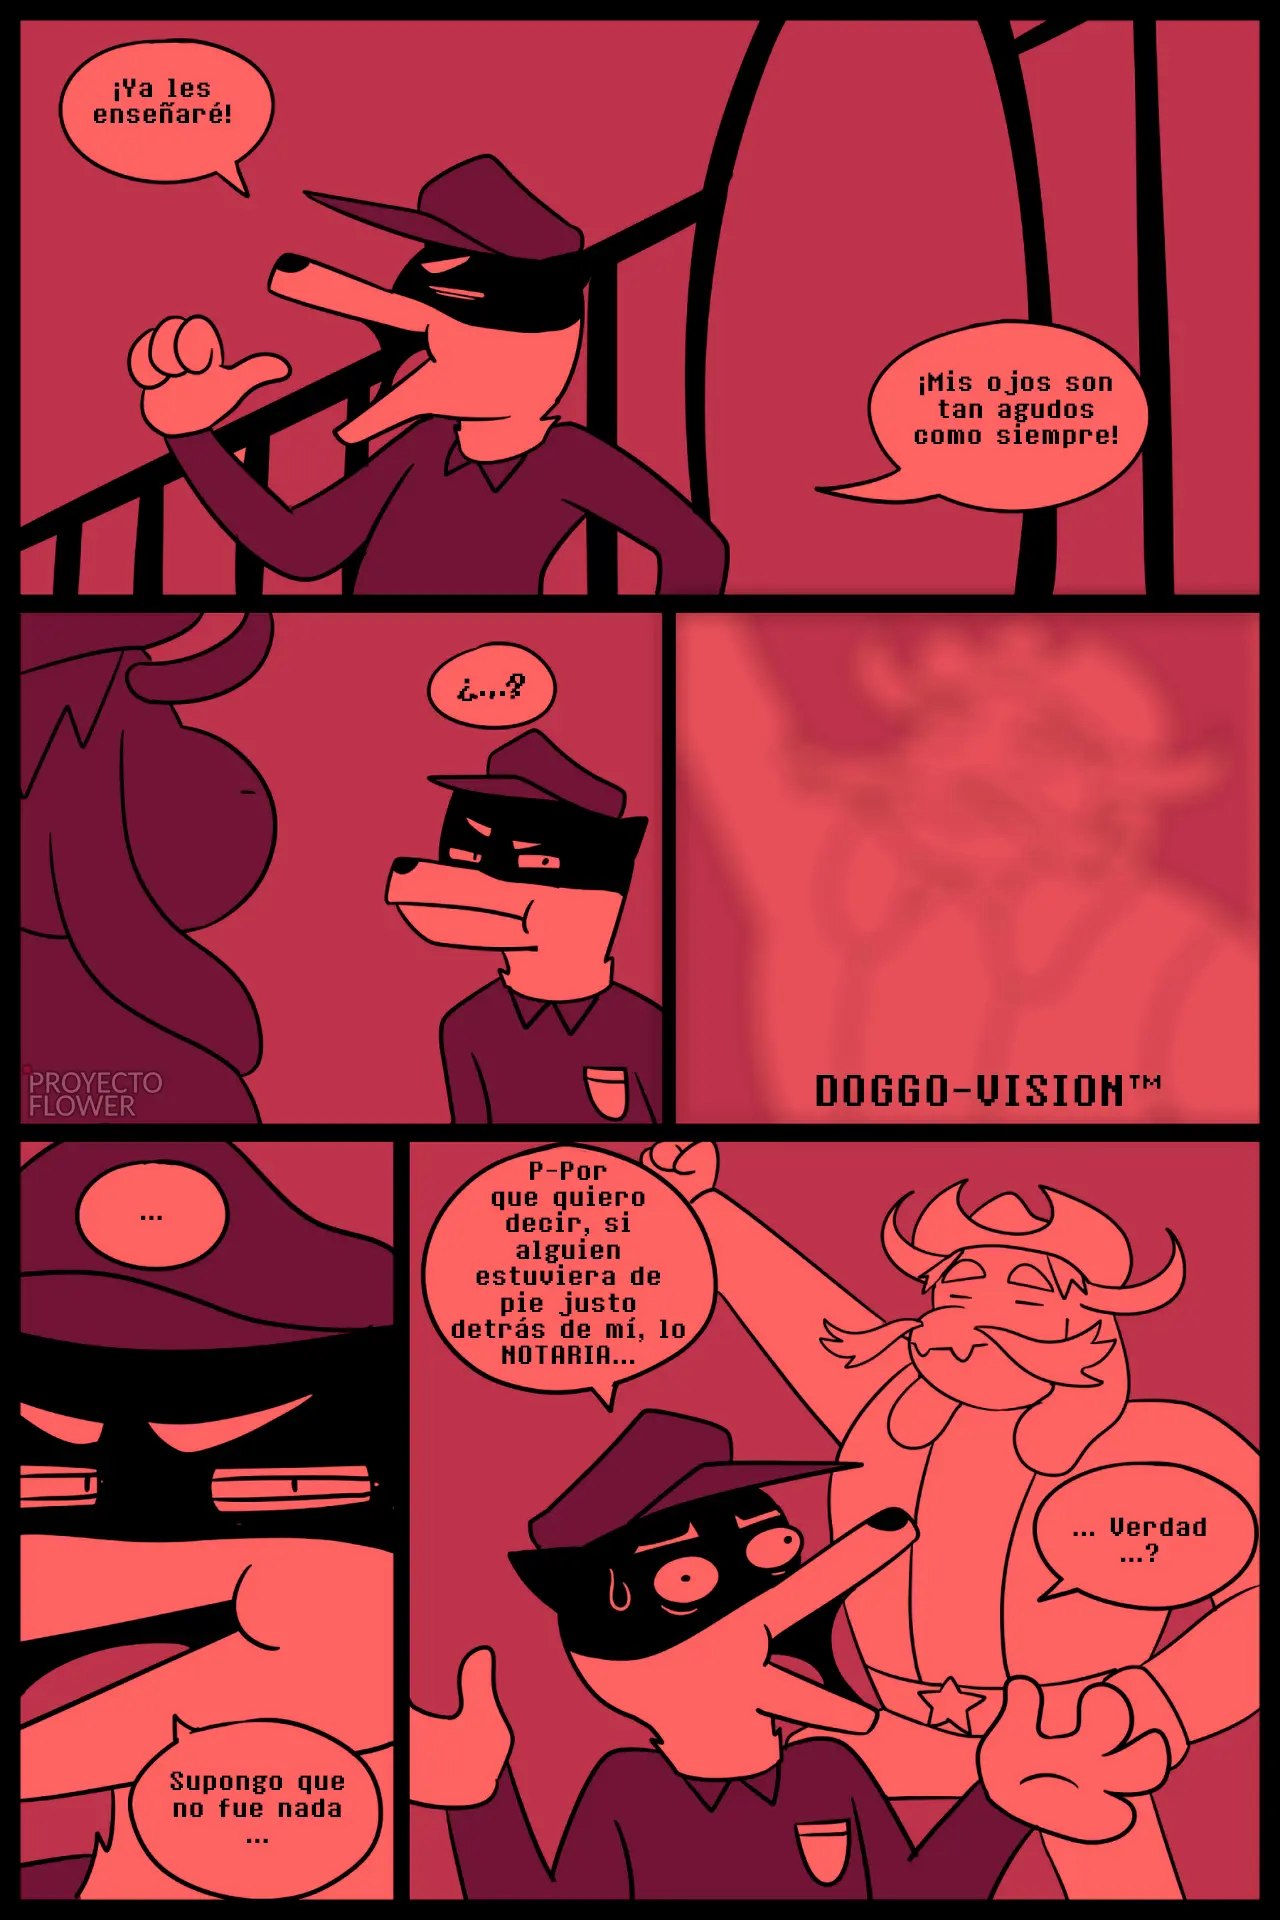 ¡Ya les
enseñaré!
¡Mis ojos son
tan agudos
como siempre!
¿...?
DOGGO-VISION™
PROYECTO
FLOWER
...
Supongo que
no fue nada
...
P-Por
que quiero
decir, si
alguien
estuviera de
pie justo
detrás de mí, lo
NOTARIA...
... Verdad
...?